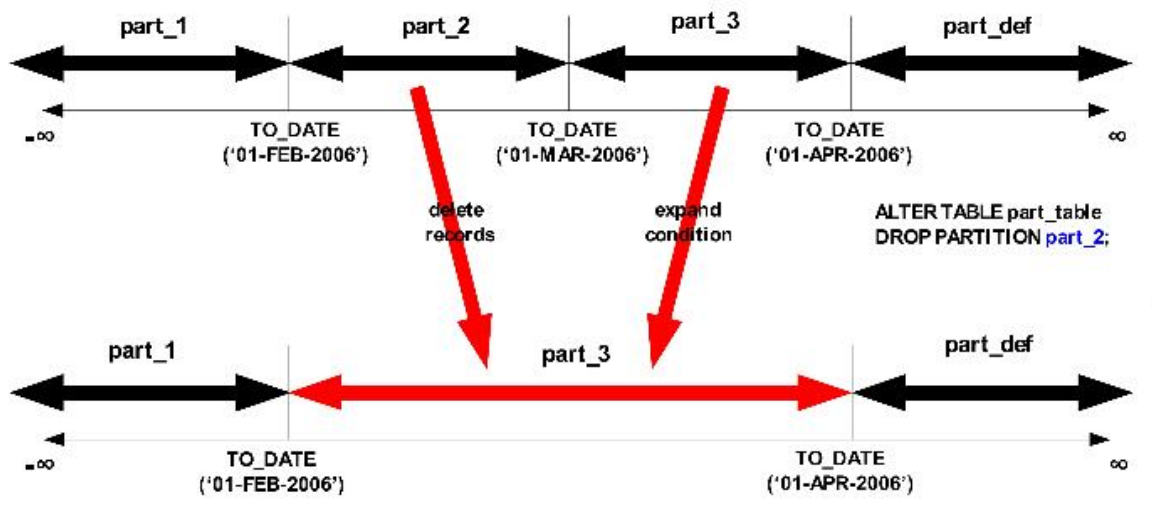 part_1
part_2
part_3
part_def
-∞
∞
TO_DATE
('01-FEB-2006')
TO_DATE
('01-MAR-2006')
TO_DATE
('01-APR-2006')
delete
records
expand
condition
ALTER TABLE part_table
DROP PARTITION part_2;
part_1
part_3
part_def
-∞
∞
TO_DATE
('01-FEB-2006')
TO_DATE
('01-APR-2006')